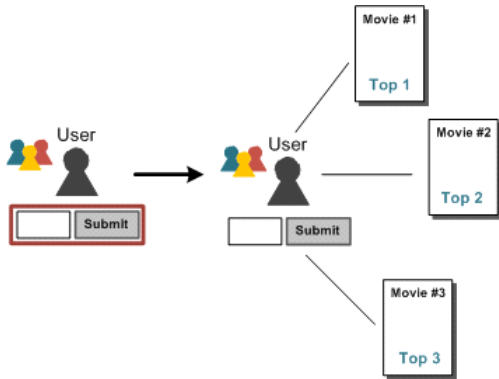 User
Submit
User
Submit
Movie #1
Top 1
Movie #2
Top 2
Movie #3
Top 3